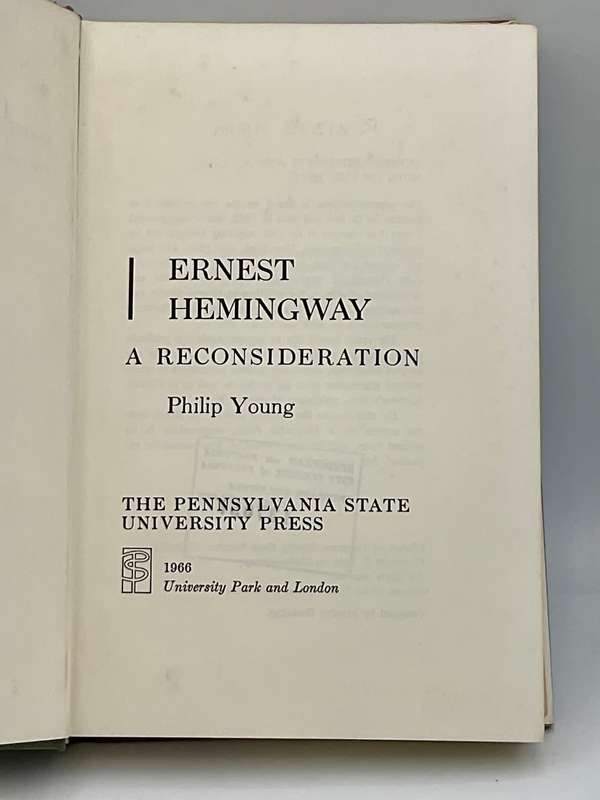 ERNEST
HEMINGWAY
A RECONSIDERATION
Philip Young
THE PENNSYLVANIA STATE
UNIVERSITY PRESS
1966
University Park and London